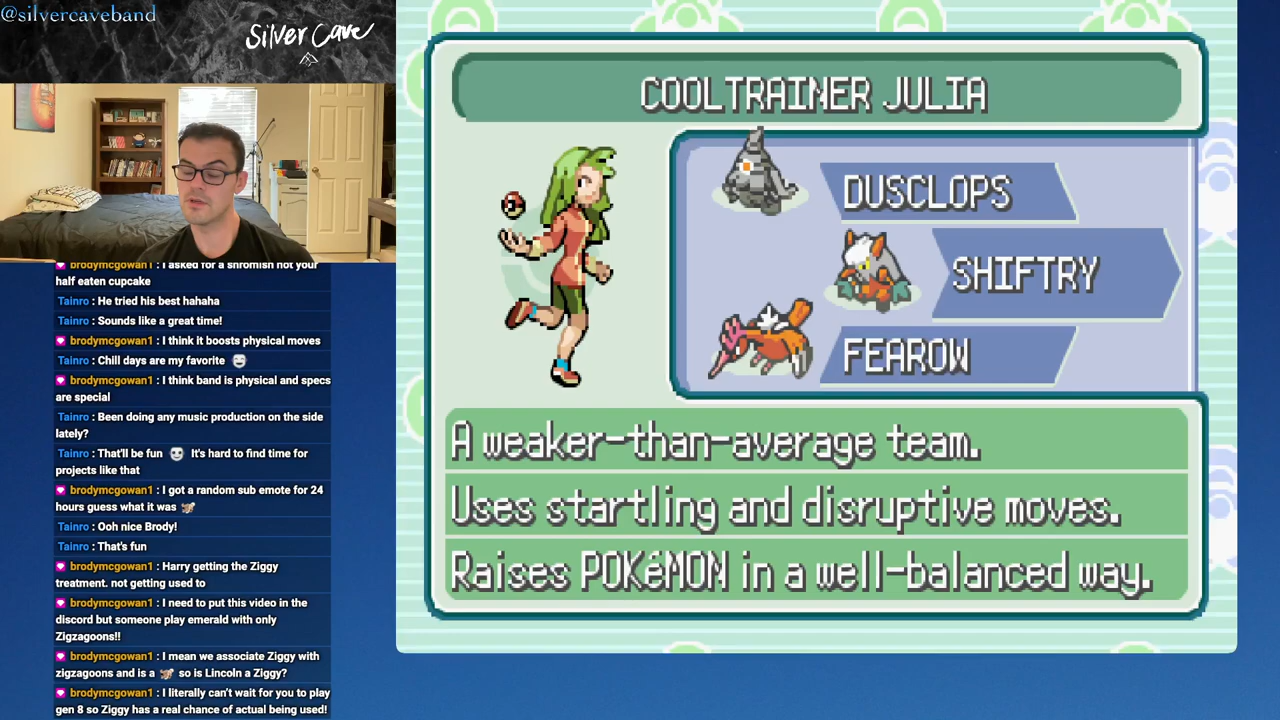 @silvercaveband
Silver Cave
COOLTRAINER JULIA
DUSCLOPS
SHIFTRY
FEAROW
A weaker-than-average team.
Uses startling and disruptive moves.
Raises POKéMON in a well-balanced way.
brodymcgowan1 : I asked for a shromish not your
half eaten cupcake
Tainro : He tried his best hahaha
Tainro : Sounds like a great time!
brodymcgowan1 : I think it boosts physical moves
Tainro : Chill days are my favorite
brodymcgowan1 : I think band is physical and specs
are special
Tainro : Been doing any music production on the side
lately?
Tainro : That'll be fun It's hard to find time for
projects like that
brodymcgowan1 : I got a random sub emote for 24
hours guess what it was
Tainro : Ooh nice Brody!
Tainro : That's fun
brodymcgowan1 : Harry getting the Ziggy
treatment. not getting used to
brodymcgowan1 : I need to put this video in the
discord but someone play emerald with only
Zigzagoons!!
brodymcgowan1 : I mean we associate Ziggy with
zigzagoons and is a so is Lincoln a Ziggy?
brodymcgowan1 : I literally can't wait for you to play
gen 8 so Ziggy has a real chance of actual being used!